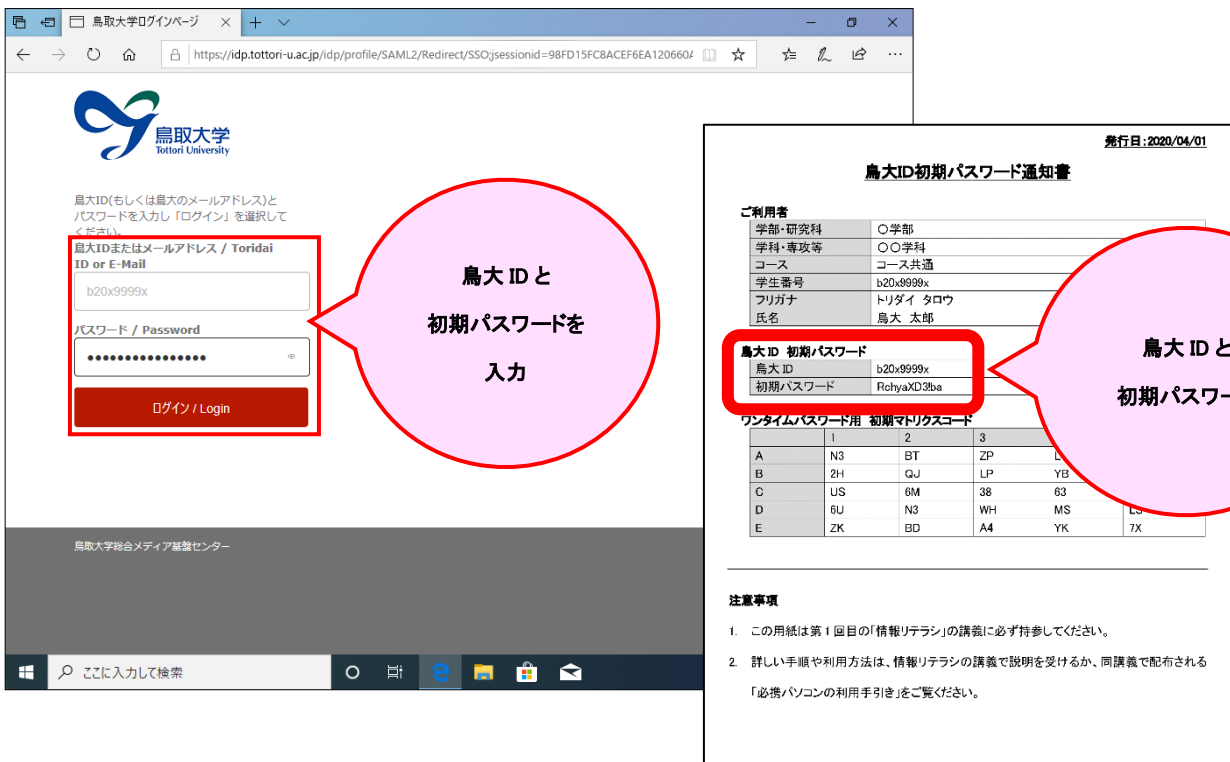 鳥取大学ログインページ
https://idp.tottori-u.ac.jp/idp/profile/SAML2/Redirect/SSO;jsessionid=98FD15FC8ACEF6EA120660
鳥取大学
Tottori University
鳥大ID(もしくは鳥大のメールアドレス)と
パスワードを入力し「ログイン」を選択して
ください。
鳥大IDまたはメールアドレス / Toridai
ID or E-Mail
b20x9999x
パスワード / Password
ログイン / Login
鳥大 ID と
初期パスワードを
入力
鳥取大学総合メディア基盤センター
ここに入力して検索
発行日:2020/04/01
鳥大ID初期パスワード通知書
ご利用者
学部・研究科 〇学部
学科・専攻等 〇〇学科
コース コース共通
学生番号 b20x9999x
フリガナ トリダイ タロウ
氏名 鳥大 太郎
鳥大 ID 初期パスワード
鳥大 ID b20x9999x
初期パスワード RchyaXD3!ba
鳥大 ID と
初期パスワー
ワンタイムパスワード用 初期マトリクスコード
1 2 3
A N3 BT ZP
B 2H QJ LP YB
C US 6M 38 63
D 6U N3 WH MS
E ZK BD A4 YK 7X
注意事項
1. この用紙は第1回目の「情報リテラシ」の講義に必ず持参してください。
2. 詳しい手順や利用方法は、情報リテラシの講義で説明を受けるか、同講義で配布される
「必携パソコンの利用手引き」をご覧ください。